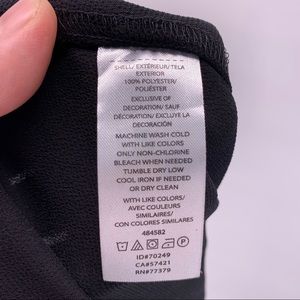 SHELL/ EXTÉRIEUR/TELA
EXTERIOR
100% POLYESTER/
POLIÉSTER
EXCLUSIVE OF
DECORATION/ SAUF
DÉCORATION/ EXCLUYE LA
DECORACIÓN
MACHINE WASH COLD
WITH LIKE COLORS
ONLY NON-CHLORINE
BLEACH WHEN NEEDED
TUMBLE DRY LOW
COOL IRON IF NEEDED
OR DRY CLEAN
WITH LIKE COLORS/
AVEC COULEURS
SIMILAIRES/
CON COLORES SIMILARES
484582
ID#70249
CA#57421
RN#77379